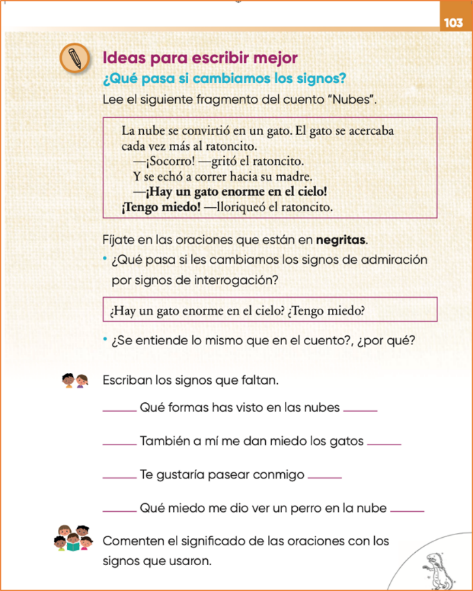 103
Ideas para escribir mejor
¿Qué pasa si cambiamos los signos?
Lee el siguiente fragmento del cuento “Nubes”.
La nube se convirtió en un gato. El gato se acercaba
cada vez más al ratoncito.
—¡Socorro! —gritó el ratoncito.
Y se echó a correr hacia su madre.
—¡Hay un gato enorme en el cielo!
¡Tengo miedo! —lloriqueó el ratoncito.
Fíjate en las oraciones que están en negritas.
• ¿Qué pasa si les cambiamos los signos de admiración
por signos de interrogación?
¿Hay un gato enorme en el cielo? ¿Tengo miedo?
• ¿Se entiende lo mismo que en el cuento?, ¿por qué?
Escriban los signos que faltan.
_____ Qué formas has visto en las nubes _____
_____ También a mí me dan miedo los gatos _____
_____ Te gustaría pasear conmigo _____
_____ Qué miedo me dio ver un perro en la nube _____
Comenten el significado de las oraciones con los
signos que usaron.